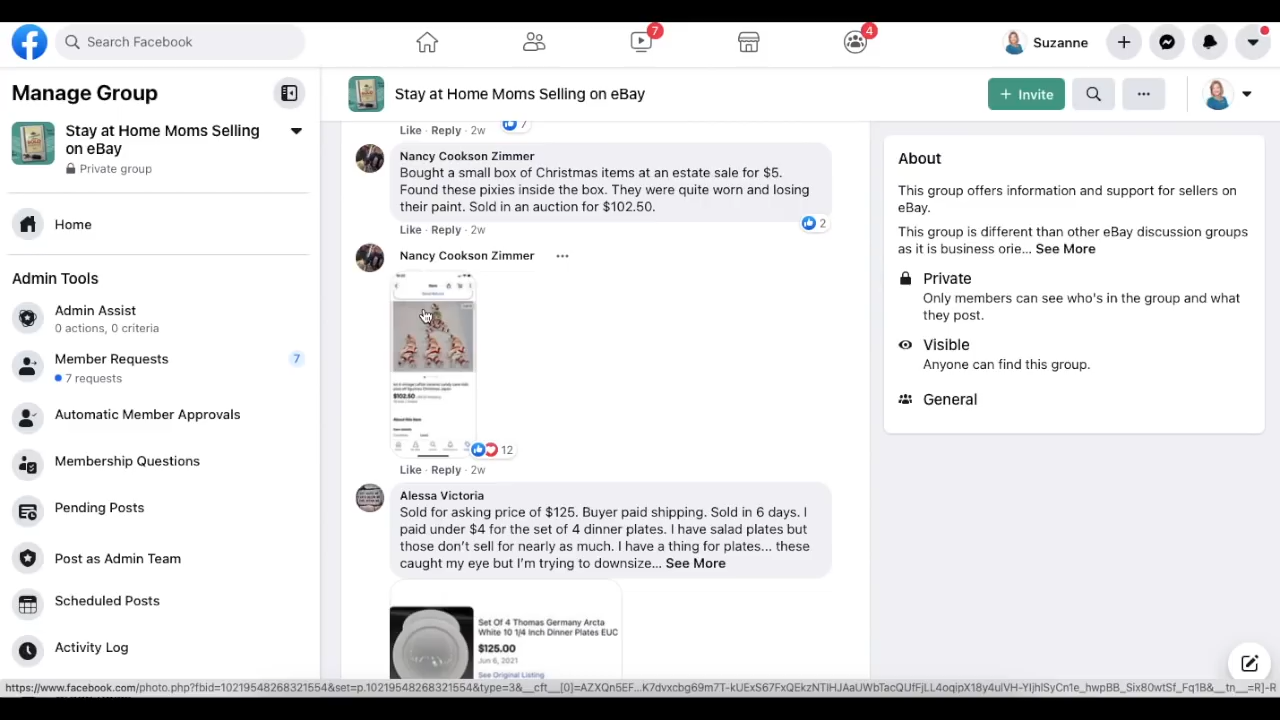 Search Facebook
7
4
Suzanne
Manage Group
Stay at Home Moms Selling on eBay
Private group
Home
Admin Tools
Admin Assist
0 actions, 0 criteria
Member Requests
7
7 requests
Automatic Member Approvals
Membership Questions
Pending Posts
Post as Admin Team
Scheduled Posts
Activity Log
Stay at Home Moms Selling on eBay
+ Invite
Like · Reply · 2w
7
Nancy Cookson Zimmer
Bought a small box of Christmas items at an estate sale for $5.
Found these pixies inside the box. They were quite worn and losing
their paint. Sold in an auction for $102.50.
2
Like · Reply · 2w
Nancy Cookson Zimmer
$102.50
12
Like · Reply · 2w
Alessa Victoria
Sold for asking price of $125. Buyer paid shipping. Sold in 6 days. I
paid under $4 for the set of 4 dinner plates. I have salad plates but
those don't sell for nearly as much. I have a thing for plates... these
caught my eye but I'm trying to downsize... See More
Set Of 4 Thomas Germany Arcta
White 10 1/4 Inch Dinner Plates EUC
$125.00
Jun 6, 2021
See Original Listing
About
This group offers information and support for sellers on
eBay.
This group is different than other eBay discussion groups
as it is business orie... See More
Private
Only members can see who's in the group and what
they post.
Visible
Anyone can find this group.
General